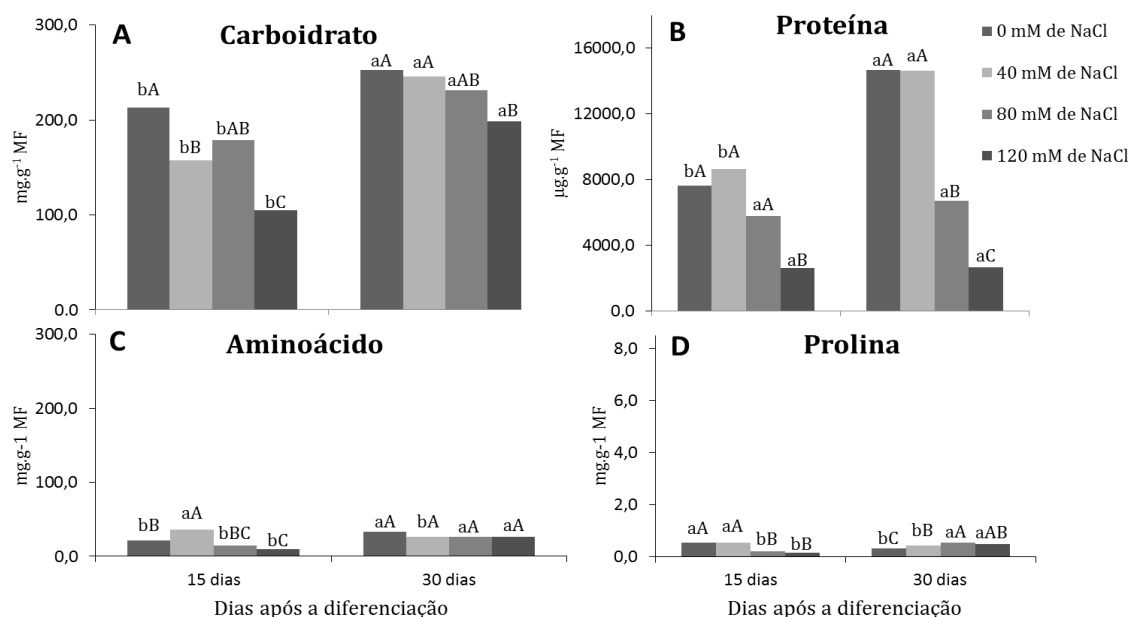 A
Carboidrato
300,0
200,0
100,0
0.0
mg.g⁻¹ MF
bA
bB
bAB
bC
aA
aA
aAB
aB
B
Proteína
16000,0
12000,0
8000,0
4000,0
0.0
µg.g⁻¹ MF
bA
bA
aA
aB
aA
aA
aB
aC
0 mM de NaCl
40 mM de NaCl
80 mM de NaCl
120 mM de NaCl
C
Aminoácido
300,0
200,0
100,0
0,0
mg.g-1 MF
bB
aA
bBC
bC
aA
bA
aA
aA
15 dias
30 dias
Dias após a diferenciação
D
Prolina
8,0
6,0
4,0
2,0
0,0
mg.g-1 MF
aA
aA
bB
bB
bC
bB
aA
aAB
15 dias
30 dias
Dias após a diferenciação